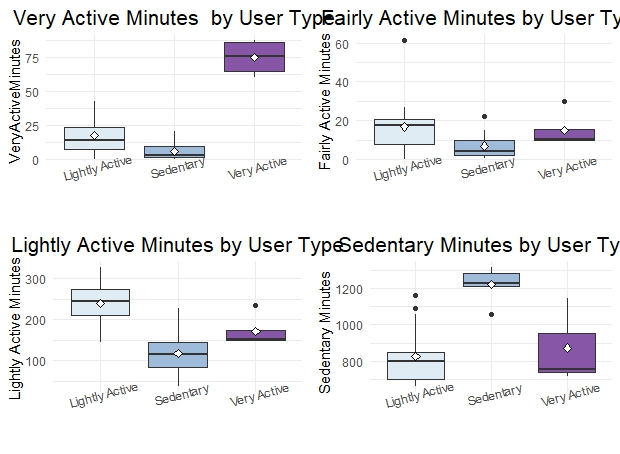 Very Active Minutes  by User Type
VeryActiveMinutes
75
50
25
0
Lightly Active
Sedentary
Very Active
Fairly Active Minutes by User Ty
Fairly Active Minutes
60
40
20
0
Lightly Active
Sedentary
Very Active
Lightly Active Minutes by User Type
Lightly Active Minutes
300
200
100
Lightly Active
Sedentary
Very Active
Sedentary Minutes by User Ty
Sedentary Minutes
1200
1000
800
Lightly Active
Sedentary
Very Active